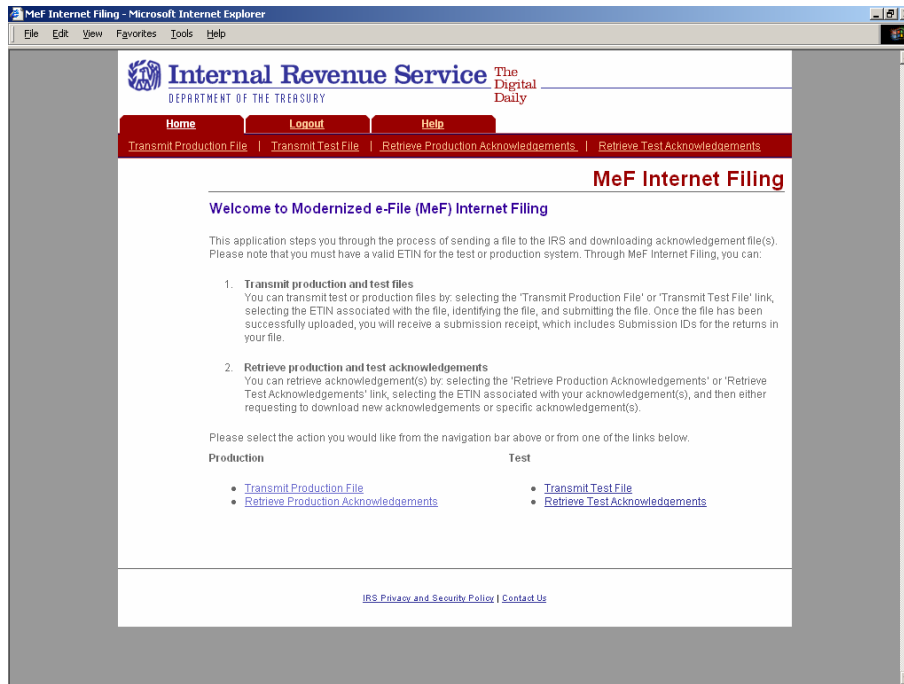 MeF Internet Filing - Microsoft Internet Explorer
File Edit View Favorites Tools Help
Internal Revenue Service
DEPARTMENT OF THE TREASURY
The
Digital
Daily
Home Logout Help
Transmit Production File | Transmit Test File | Retrieve Production Acknowledgements | Retrieve Test Acknowledgements
MeF Internet Filing
Welcome to Modernized e-File (MeF) Internet Filing
This application steps you through the process of sending a file to the IRS and downloading acknowledgement file(s).
Please note that you must have a valid ETIN for the test or production system. Through MeF Internet Filing, you can:
1. Transmit production and test files
You can transmit test or production files by: selecting the 'Transmit Production File' or 'Transmit Test File' link,
selecting the ETIN associated with the file, identifying the file, and submitting the file. Once the file has been
successfully uploaded, you will receive a submission receipt, which includes Submission IDs for the returns in
your file.
2. Retrieve production and test acknowledgements
You can retrieve acknowledgement(s) by: selecting the 'Retrieve Production Acknowledgements' or 'Retrieve
Test Acknowledgements' link, selecting the ETIN associated with your acknowledgement(s), and then either
requesting to download new acknowledgements or specific acknowledgement(s).
Please select the action you would like from the navigation bar above or from one of the links below.
Production Test
• Transmit Production File • Transmit Test File
• Retrieve Production Acknowledgements • Retrieve Test Acknowledgements
IRS Privacy and Security Policy | Contact Us